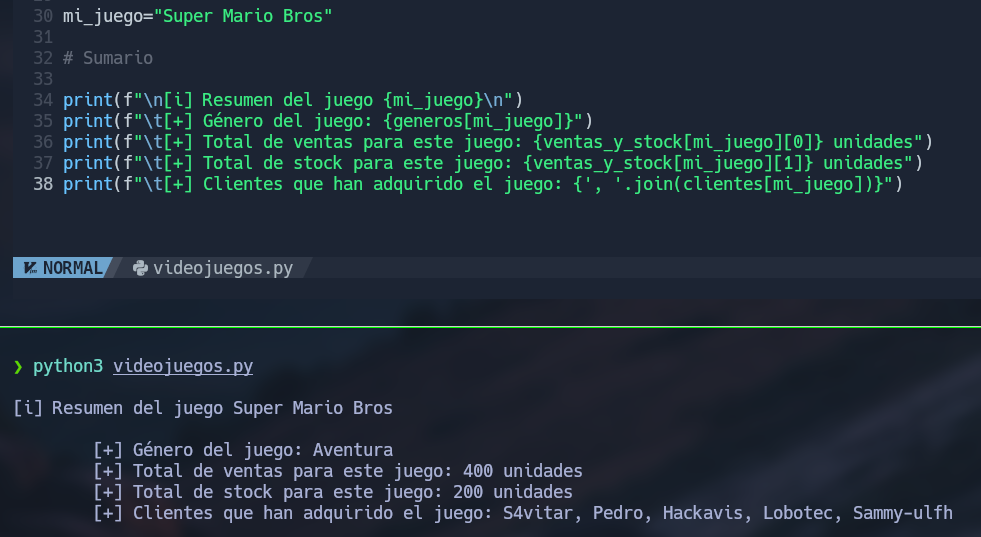 30 mi_juego="Super Mario Bros"
31
32 # Sumario
33
34 print(f"\n[i] Resumen del juego {mi_juego}\n")
35 print(f"\t[+] Género del juego: {generos[mi_juego]}")
36 print(f"\t[+] Total de ventas para este juego: {ventas_y_stock[mi_juego][0]} unidades")
37 print(f"\t[+] Total de stock para este juego: {ventas_y_stock[mi_juego][1]} unidades")
38 print(f"\t[+] Clientes que han adquirido el juego: {', '.join(clientes[mi_juego])}")
NORMAL videojuegos.py
❯ python3 videojuegos.py
[i] Resumen del juego Super Mario Bros
[+] Género del juego: Aventura
[+] Total de ventas para este juego: 400 unidades
[+] Total de stock para este juego: 200 unidades
[+] Clientes que han adquirido el juego: S4vitar, Pedro, Hackavis, Lobotec, Sammy-ulfh